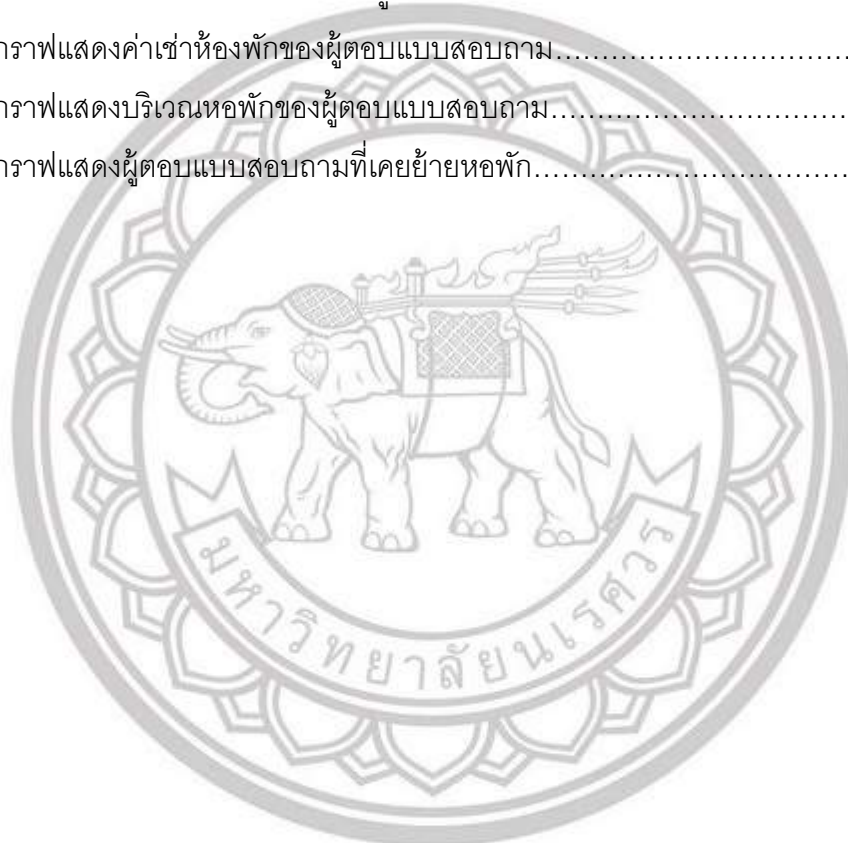 กราฟแสดงค่าเช่าห้องพักของผู้ตอบแบบสอบถาม................................
กราฟแสดงบริเวณหอพักของผู้ตอบแบบสอบถาม................................
กราฟแสดงผู้ตอบแบบสอบถามที่เคยย้ายหอพัก..................................
มหาวิทยาลัยนเรศวร